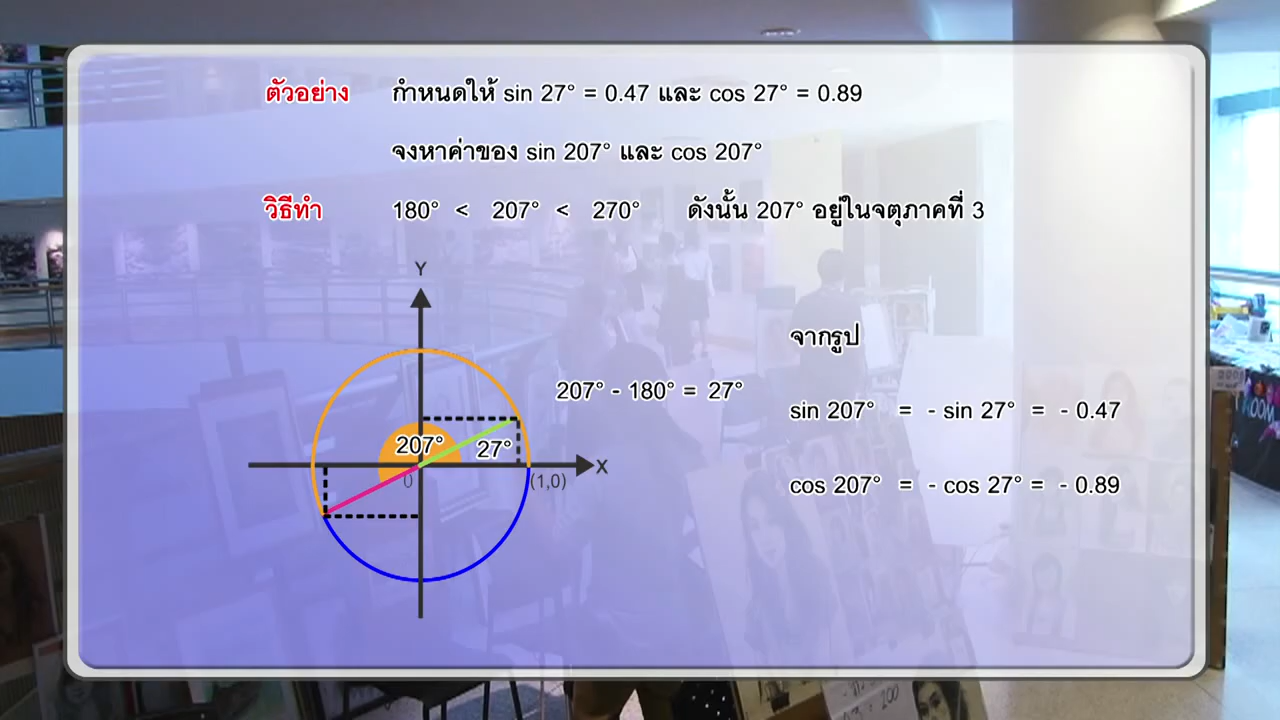 ตัวอย่าง กำหนดให้ sin 27° = 0.47 และ cos 27° = 0.89
จงหาค่าของ sin 207° และ cos 207°
วิธีทำ 180° < 207° < 270° ดังนั้น 207° อยู่ในจตุภาคที่ 3
Y
จากรูป
207° - 180° = 27°
sin 207° = - sin 27° = - 0.47
207° 27°
X
0 (1,0)
cos 207° = - cos 27° = - 0.89